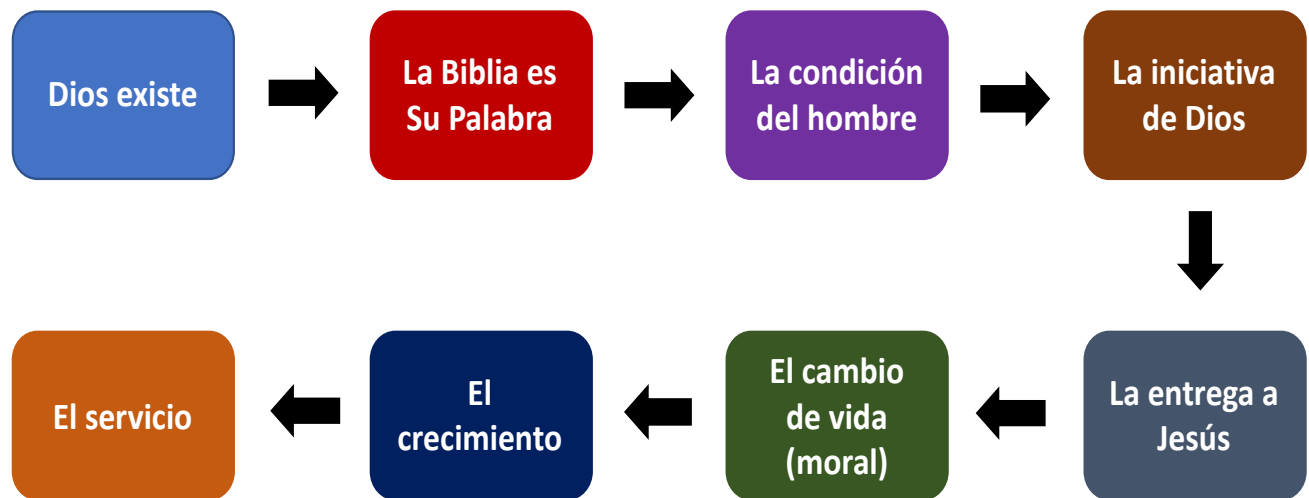 Dios existe
La Biblia es
Su Palabra
La condición
del hombre
La iniciativa
de Dios
La entrega a
Jesús
El cambio
de vida
(moral)
El
crecimiento
El servicio